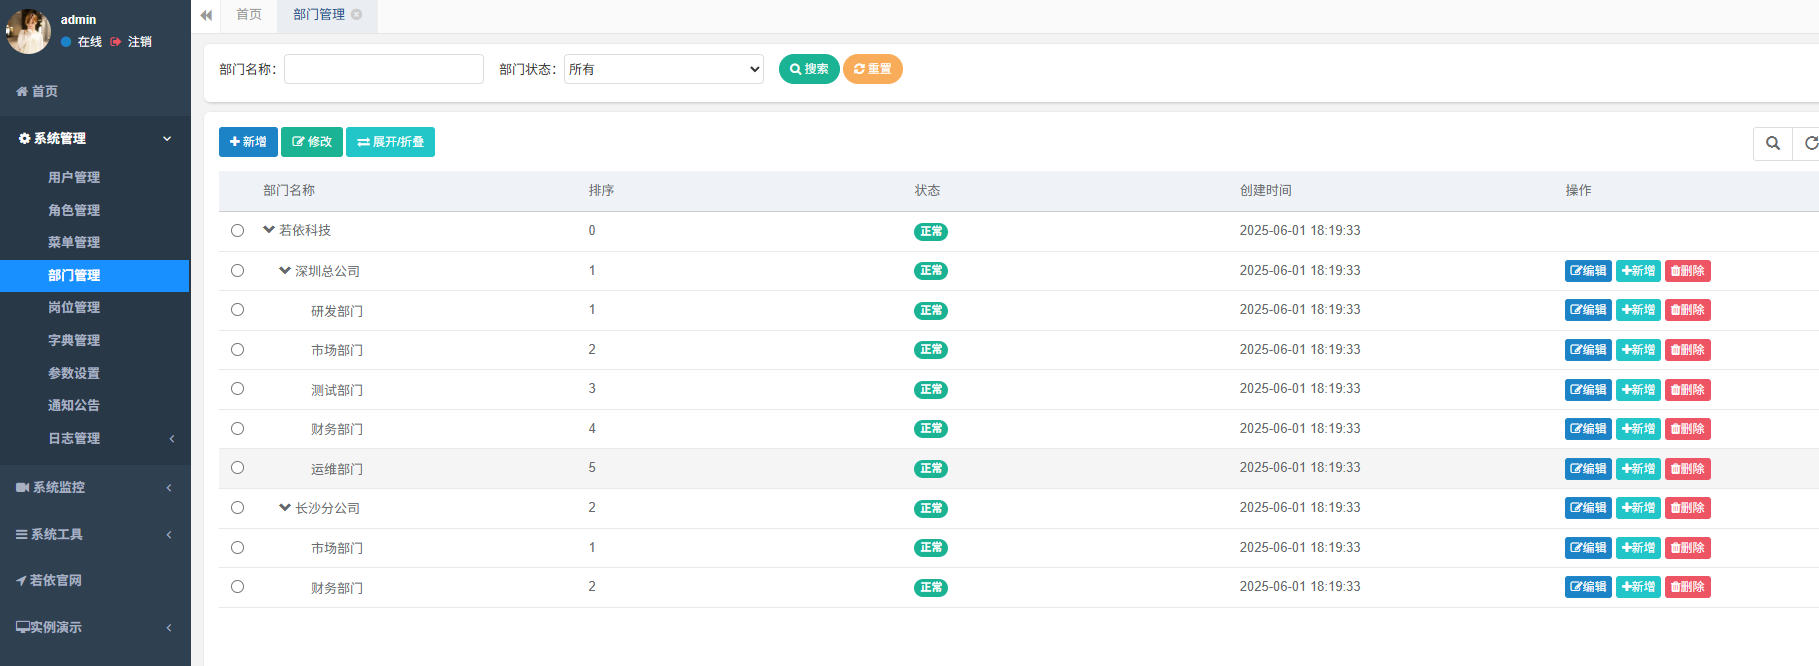 admin
在线 注销
首页
系统管理
用户管理
角色管理
菜单管理
部门管理
岗位管理
字典管理
参数设置
通知公告
日志管理
系统监控
系统工具
若依官网
实例演示
首页 部门管理
部门名称： 部门状态： 所有 搜索 重置
新增 修改 展开/折叠
部门名称 排序 状态 创建时间 操作
若依科技 0 正常 2025-06-01 18:19:33
深圳总公司 1 正常 2025-06-01 18:19:33 编辑 新增 删除
研发部门 1 正常 2025-06-01 18:19:33 编辑 新增 删除
市场部门 2 正常 2025-06-01 18:19:33 编辑 新增 删除
测试部门 3 正常 2025-06-01 18:19:33 编辑 新增 删除
财务部门 4 正常 2025-06-01 18:19:33 编辑 新增 删除
运维部门 5 正常 2025-06-01 18:19:33 编辑 新增 删除
长沙分公司 2 正常 2025-06-01 18:19:33 编辑 新增 删除
市场部门 1 正常 2025-06-01 18:19:33 编辑 新增 删除
财务部门 2 正常 2025-06-01 18:19:33 编辑 新增 删除